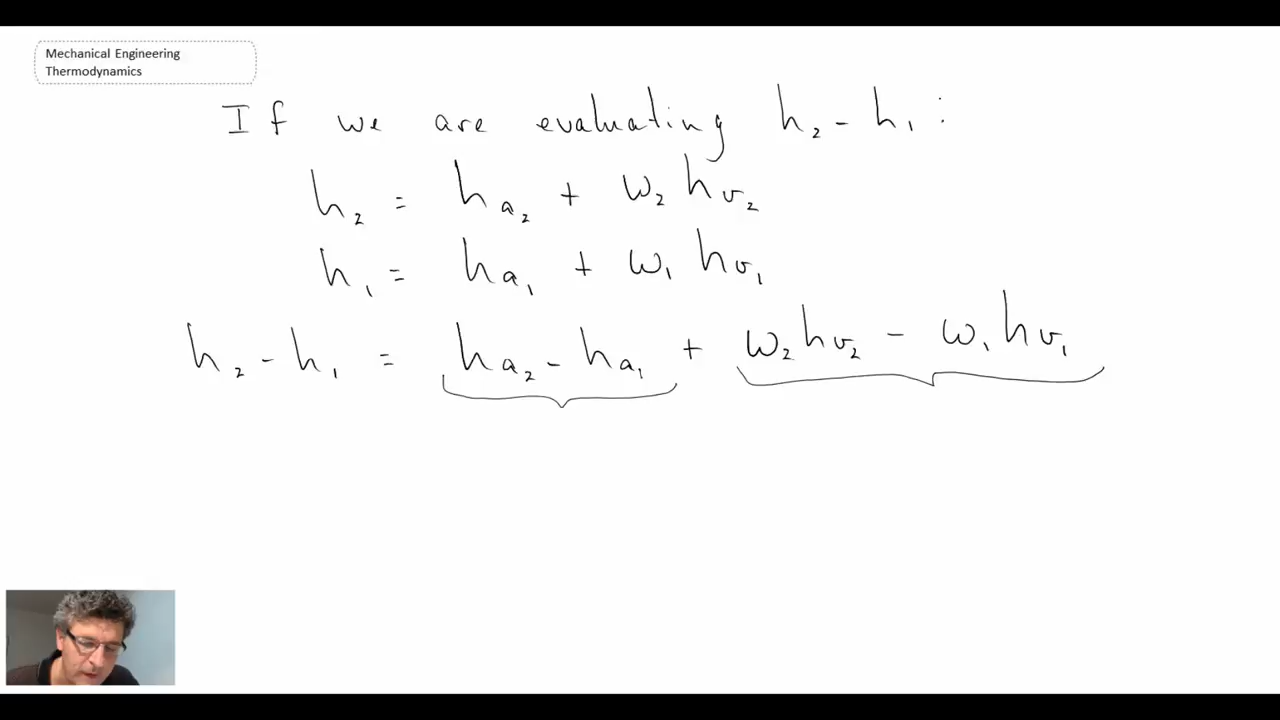 Mechanical Engineering
Thermodynamics
If we are evaluating h₂ - h₁ :
h₂ = hₐ₂ + ω₂ hᵥ₂
h₁ = hₐ₁ + ω₁ hᵥ₁
h₂ - h₁ = hₐ₂ - hₐ₁ + ω₂ hᵥ₂ - ω₁ hᵥ₁